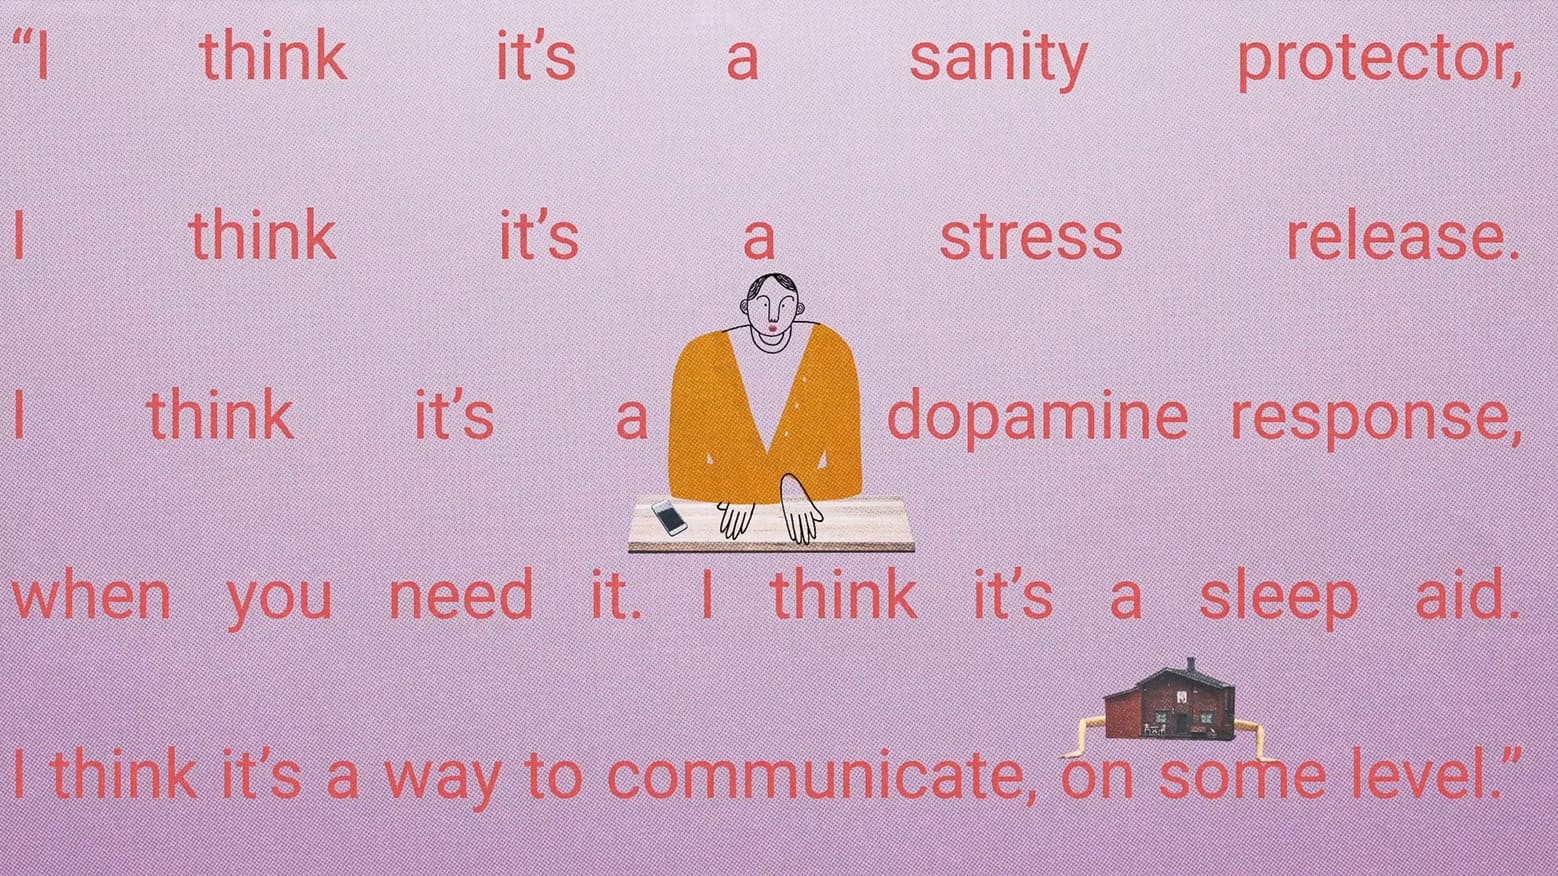 “I think it’s a sanity protector,
I think it’s a stress release.
I think it’s a dopamine response,
when you need it. I think it’s a sleep aid.
I think it’s a way to communicate, on some level.”